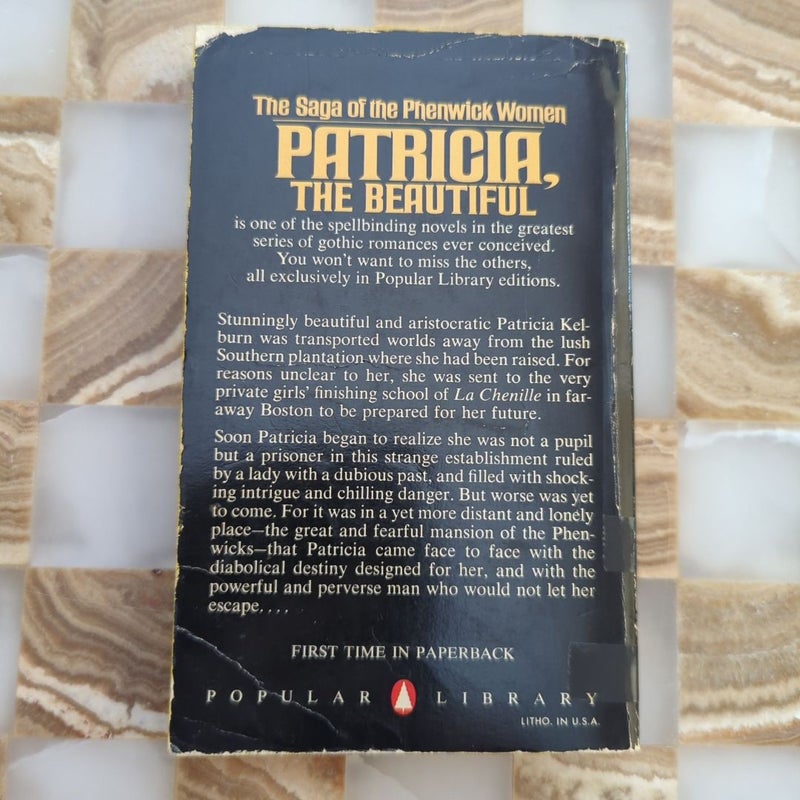 The Saga of the Phenwick Women
PATRICIA,
THE BEAUTIFUL
is one of the spellbinding novels in the greatest
series of gothic romances ever conceived.
You won't want to miss the others,
all exclusively in Popular Library editions.
Stunningly beautiful and aristocratic Patricia Kel-
burn was transported worlds away from the lush
Southern plantation where she had been raised. For
reasons unclear to her, she was sent to the very
private girls' finishing school of La Chenille in far-
away Boston to be prepared for her future.
Soon Patricia began to realize she was not a pupil
but a prisoner in this strange establishment ruled
by a lady with a dubious past, and filled with shock-
ing intrigue and chilling danger. But worse was yet
to come. For it was in a yet more distant and lonely
place—the great and fearful mansion of the Phen-
wicks—that Patricia came face to face with the
diabolical destiny designed for her, and with the
powerful and perverse man who would not let her
escape....
FIRST TIME IN PAPERBACK
POPULAR LIBRARY
LITHO. IN U.S.A.